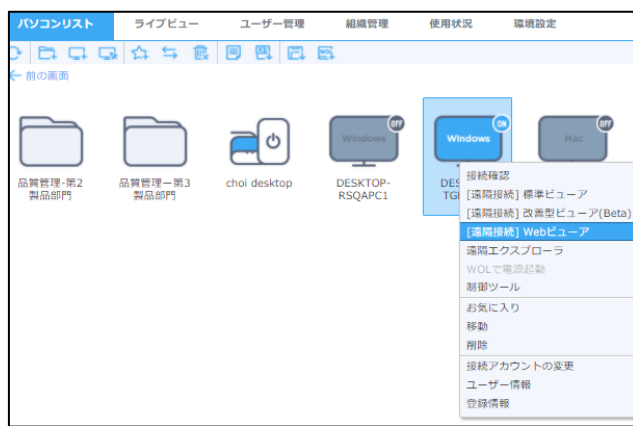 パソコンリスト ライブビュー ユーザー管理 組織管理 使用状況 環境設定
WOL
← 前の画面
OFF ON OFF
Windows Windows Mac
品質管理-第2
製品部門
品質管理ー第3
製品部門
choi desktop
DESKTOP-
RSQAPC1
接続確認
[遠隔接続] 標準ビューア
[遠隔接続] 改善型ビューア(Beta)
[遠隔接続] Webビューア
遠隔エクスプローラ
WOLで電源起動
制御ツール
お気に入り
移動
削除
接続アカウントの変更
ユーザー情報
登録情報